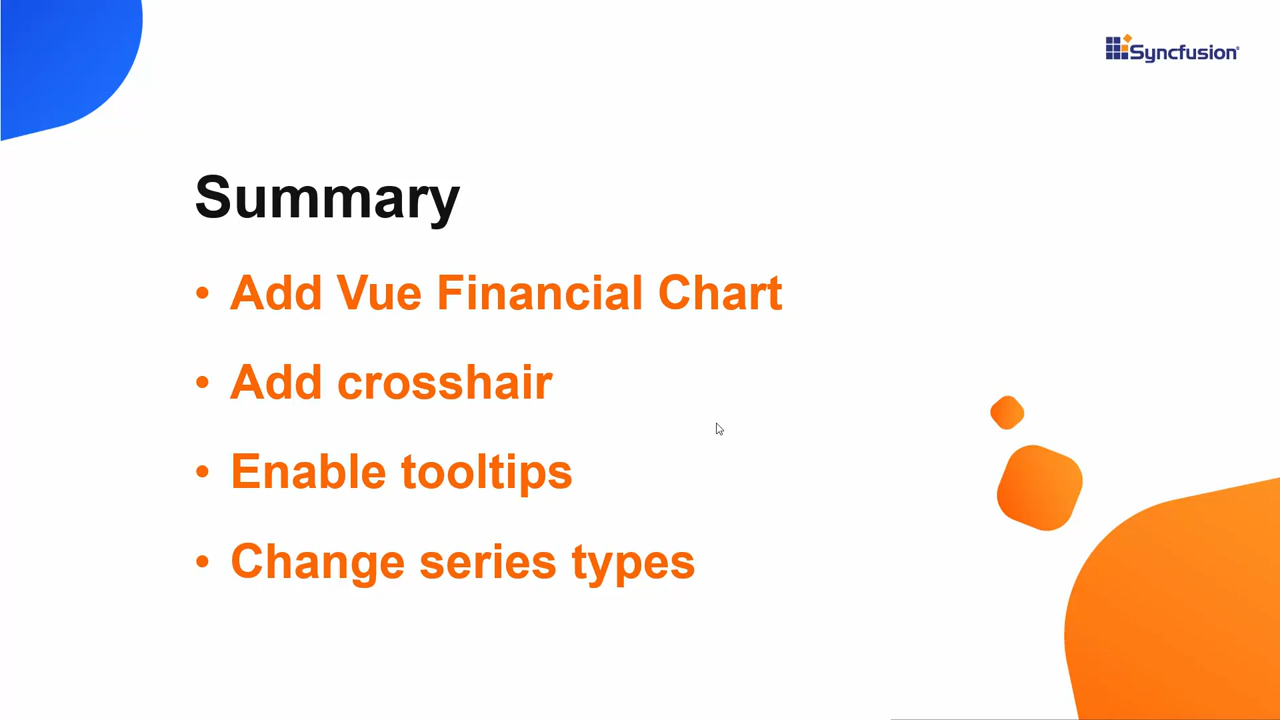 Syncfusion
Summary
• Add Vue Financial Chart
• Add crosshair
• Enable tooltips
• Change series types